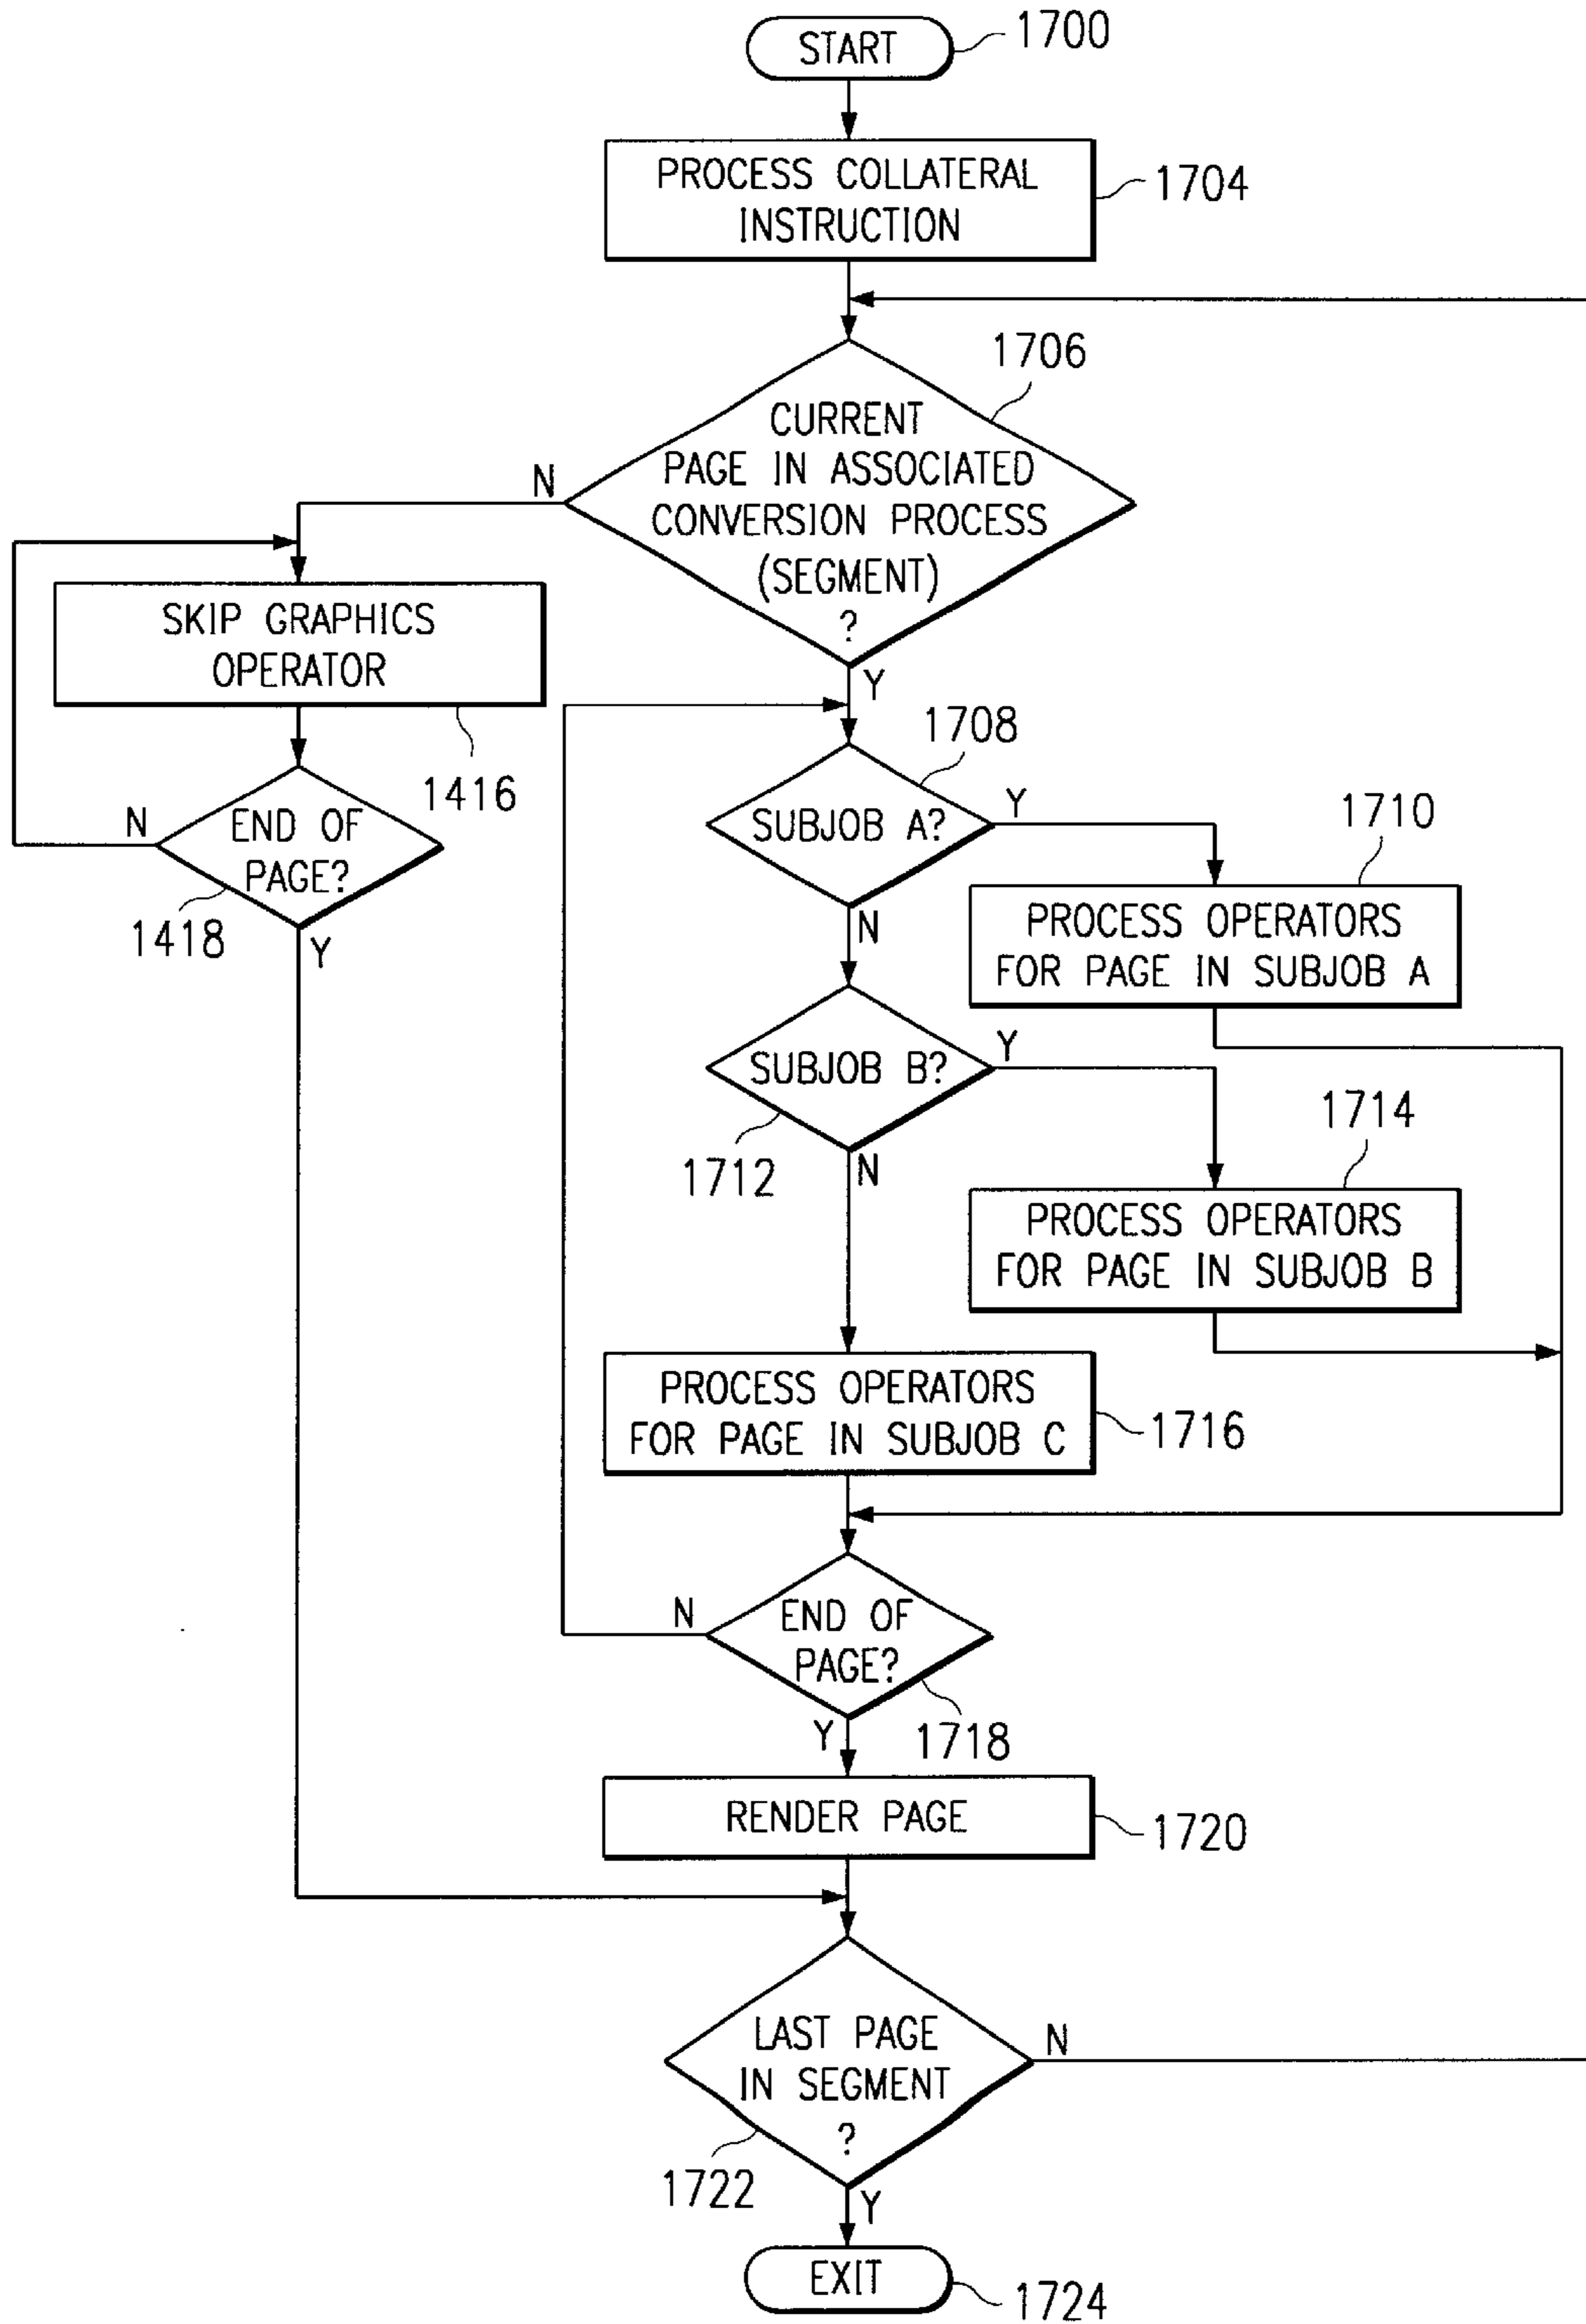 START
1700
PROCESS COLLATERAL
INSTRUCTION
1704
1706
CURRENT
PAGE IN ASSOCIATED
CONVERSION PROCESS
(SEGMENT)
?
N
Y
SKIP GRAPHICS
OPERATOR
1416
END OF
PAGE?
N
1418
Y
1708
SUBJOB A?
Y
N
1710
PROCESS OPERATORS
FOR PAGE IN SUBJOB A
SUBJOB B?
Y
1712
N
1714
PROCESS OPERATORS
FOR PAGE IN SUBJOB B
PROCESS OPERATORS
FOR PAGE IN SUBJOB C
1716
END OF
PAGE?
N
Y
1718
RENDER PAGE
1720
LAST PAGE
IN SEGMENT
?
N
1722
Y
EXIT
1724